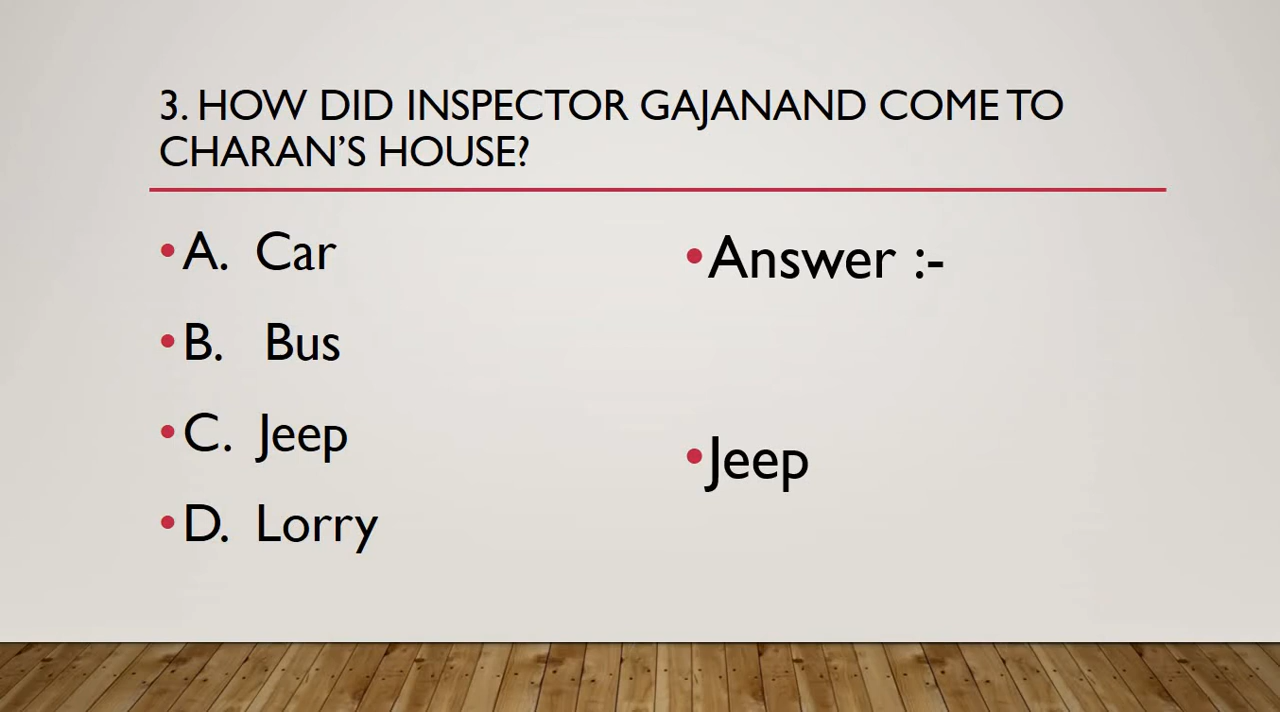 3. HOW DID INSPECTOR GAJANAND COME TO
CHARAN’S HOUSE?
•A. Car
•B. Bus
•C. Jeep
•D. Lorry
•Answer :-
•Jeep